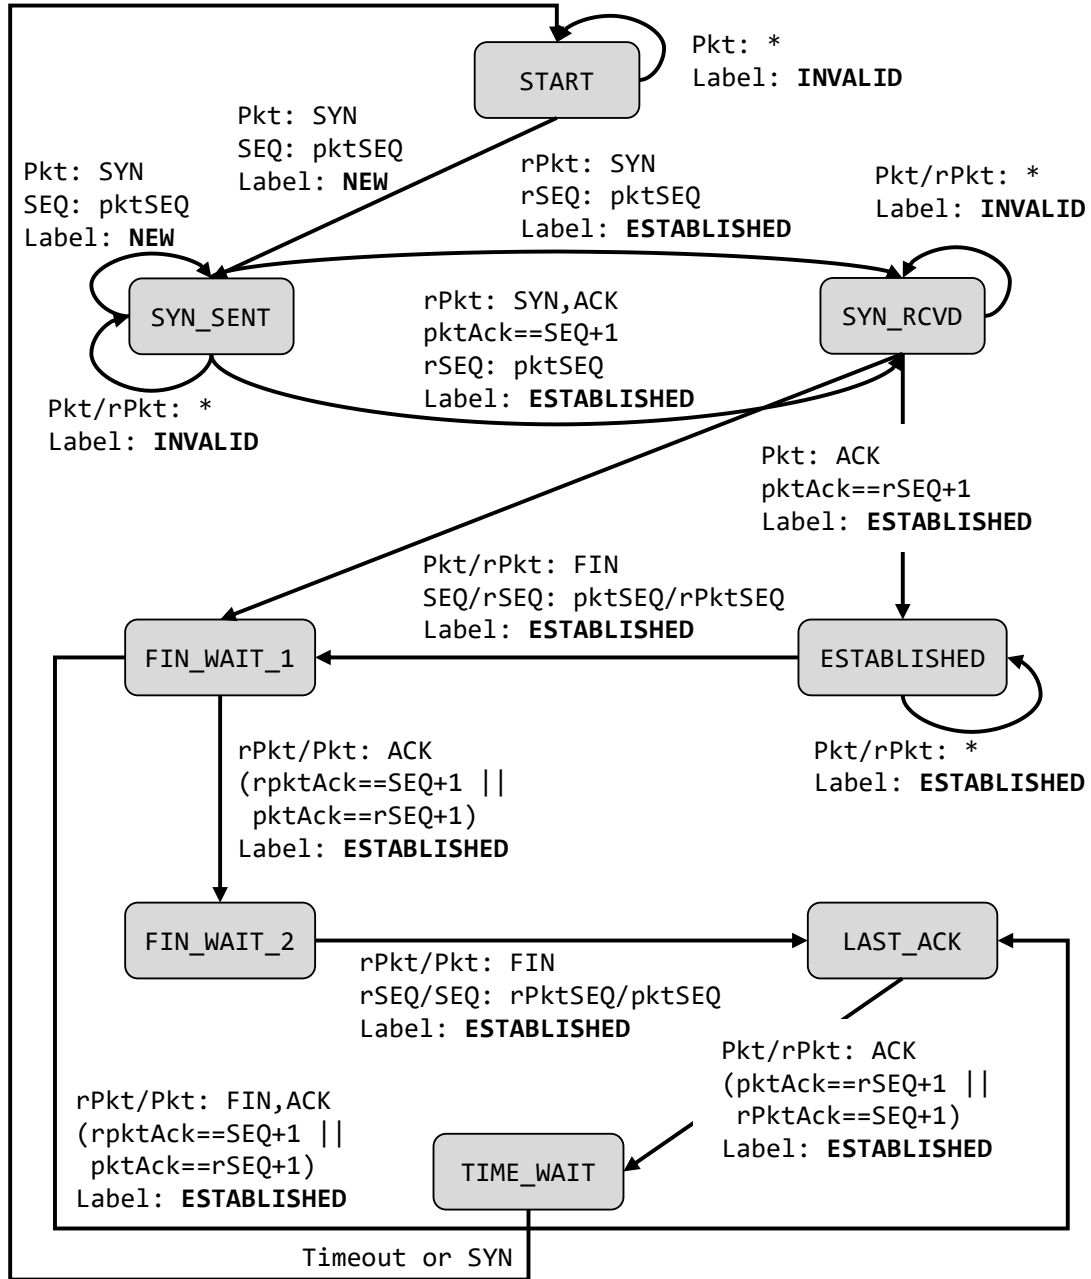 START
Pkt: *
Label: INVALID
Pkt: SYN
SEQ: pktSEQ
Label: NEW
Pkt: SYN
SEQ: pktSEQ
Label: NEW
rPkt: SYN
rSEQ: pktSEQ
Label: ESTABLISHED
Pkt/rPkt: *
Label: INVALID
SYN_SENT
rPkt: SYN,ACK
pktAck==SEQ+1
rSEQ: pktSEQ
Label: ESTABLISHED
SYN_RCVD
Pkt/rPkt: *
Label: INVALID
Pkt: ACK
pktAck==rSEQ+1
Label: ESTABLISHED
Pkt/rPkt: FIN
SEQ/rSEQ: pktSEQ/rPktSEQ
Label: ESTABLISHED
FIN_WAIT_1
ESTABLISHED
rPkt/Pkt: ACK
(rpktAck==SEQ+1 ||
pktAck==rSEQ+1)
Label: ESTABLISHED
Pkt/rPkt: *
Label: ESTABLISHED
FIN_WAIT_2
LAST_ACK
rPkt/Pkt: FIN
rSEQ/SEQ: rPktSEQ/pktSEQ
Label: ESTABLISHED
Pkt/rPkt: ACK
(pktAck==rSEQ+1 ||
rPktAck==SEQ+1)
Label: ESTABLISHED
rPkt/Pkt: FIN,ACK
(rpktAck==SEQ+1 ||
pktAck==rSEQ+1)
Label: ESTABLISHED
TIME_WAIT
Timeout or SYN